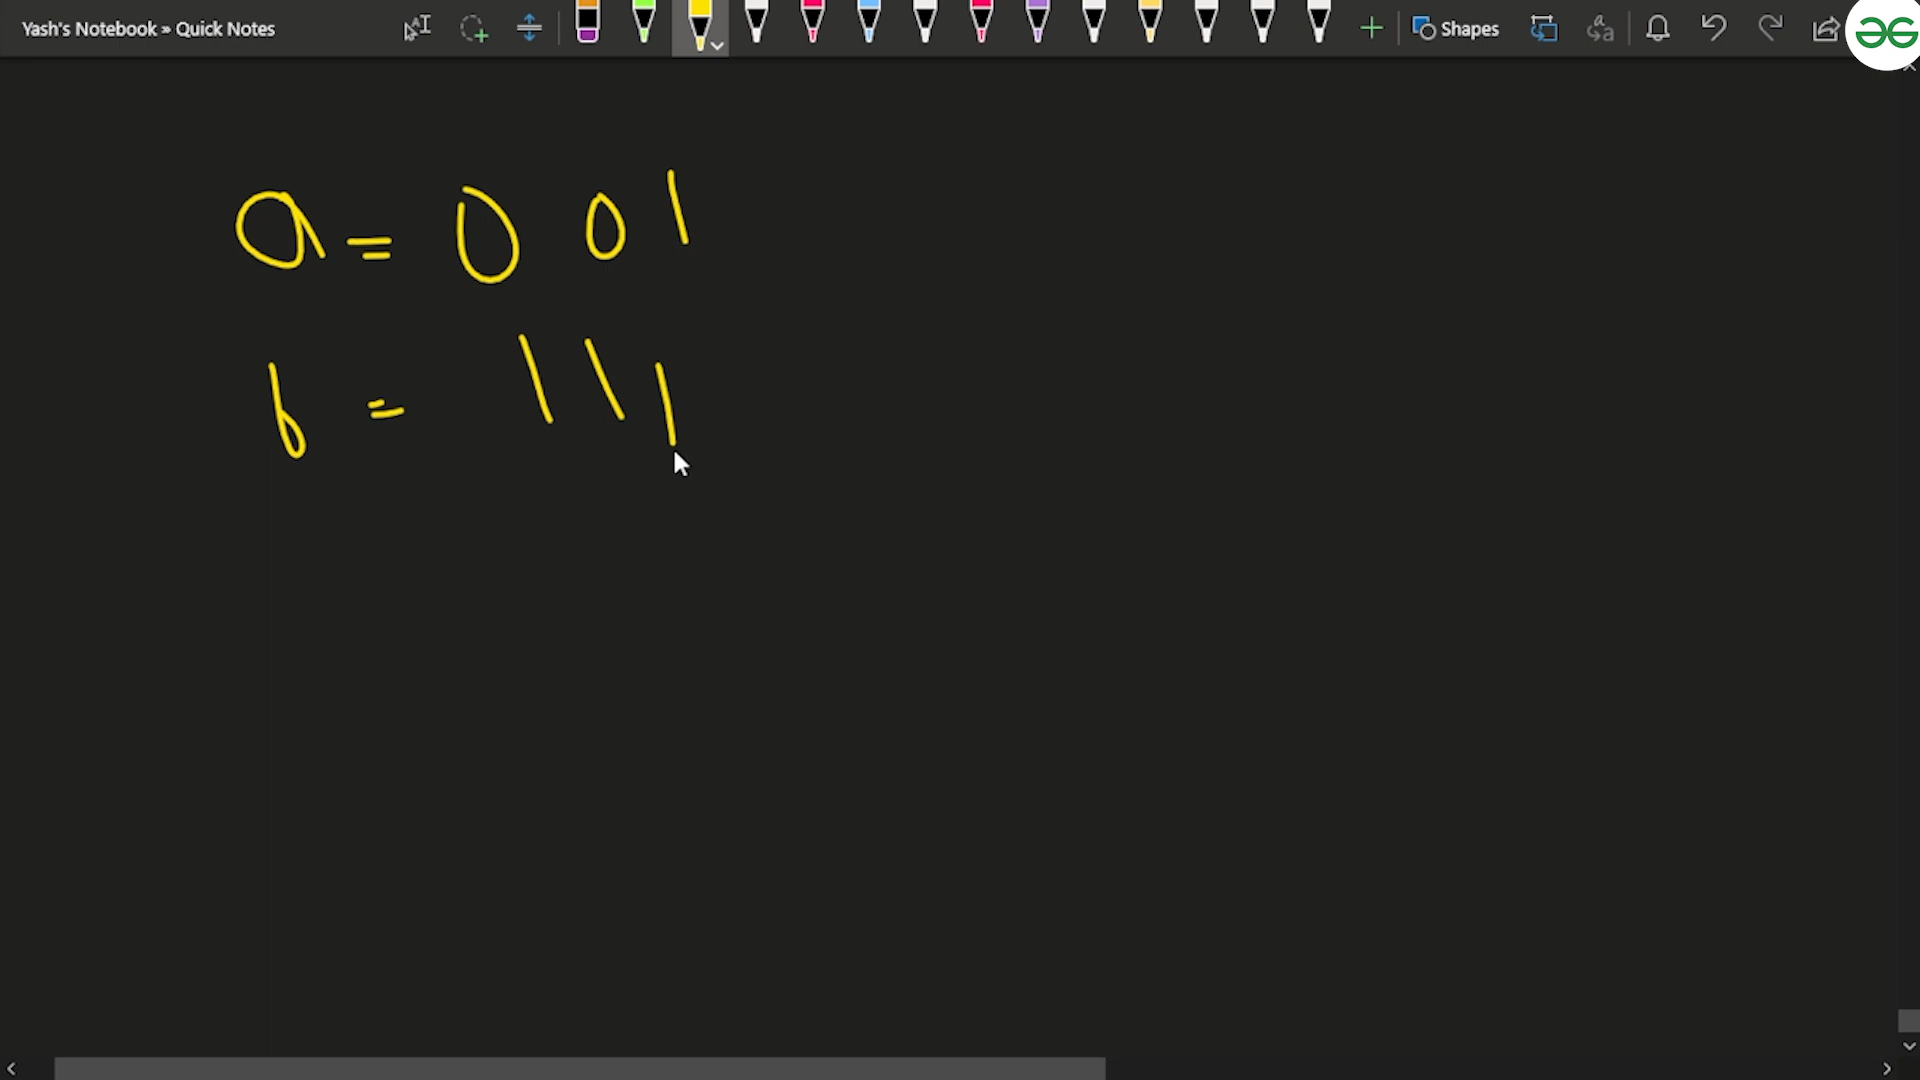 Yash's Notebook » Quick Notes
Shapes
a = 0 0 1
b = 1 1 1